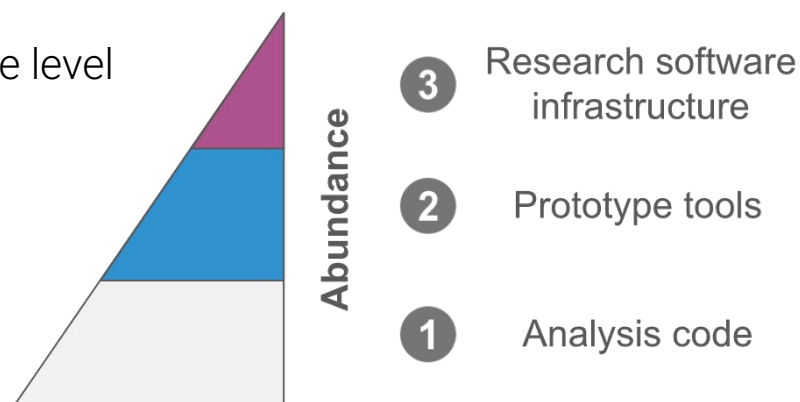 e level
Abundance
3
Research software
infrastructure
2
Prototype tools
1
Analysis code